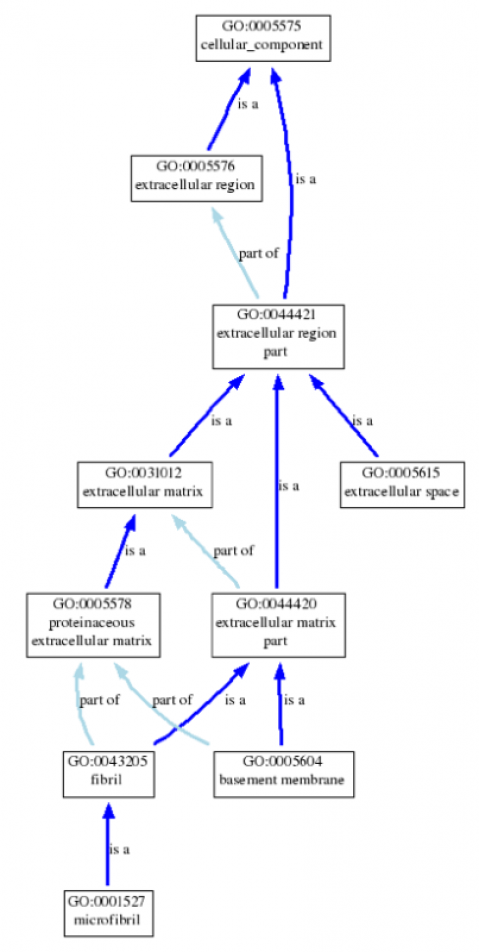 GO:0005575
cellular_component
is a
GO:0005576
extracellular region
is a
part of
GO:0044421
extracellular region
part
is a
is a
GO:0031012
extracellular matrix
is a
GO:0005615
extracellular space
is a
part of
GO:0005578
proteinaceous
extracellular matrix
GO:0044420
extracellular matrix
part
part of
part of
is a
is a
GO:0043205
fibril
GO:0005604
basement membrane
is a
GO:0001527
microfibril